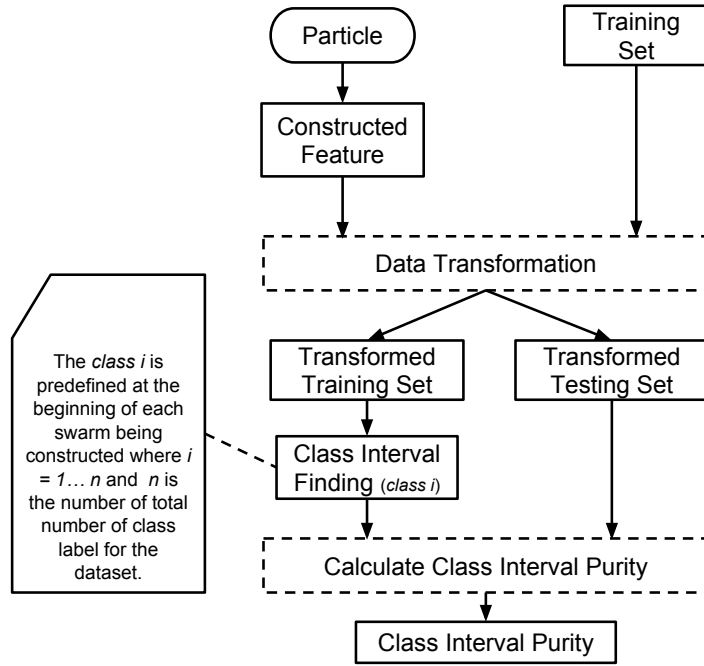 Particle
Training
Set
Constructed
Feature
Data Transformation
Transformed
Training Set
Transformed
Testing Set
The class i is
predefined at the
beginning of each
swarm being
constructed where i
= 1... n and n is
the number of total
number of class
label for the
dataset.
Class Interval
Finding (class i)
Calculate Class Interval Purity
Class Interval Purity